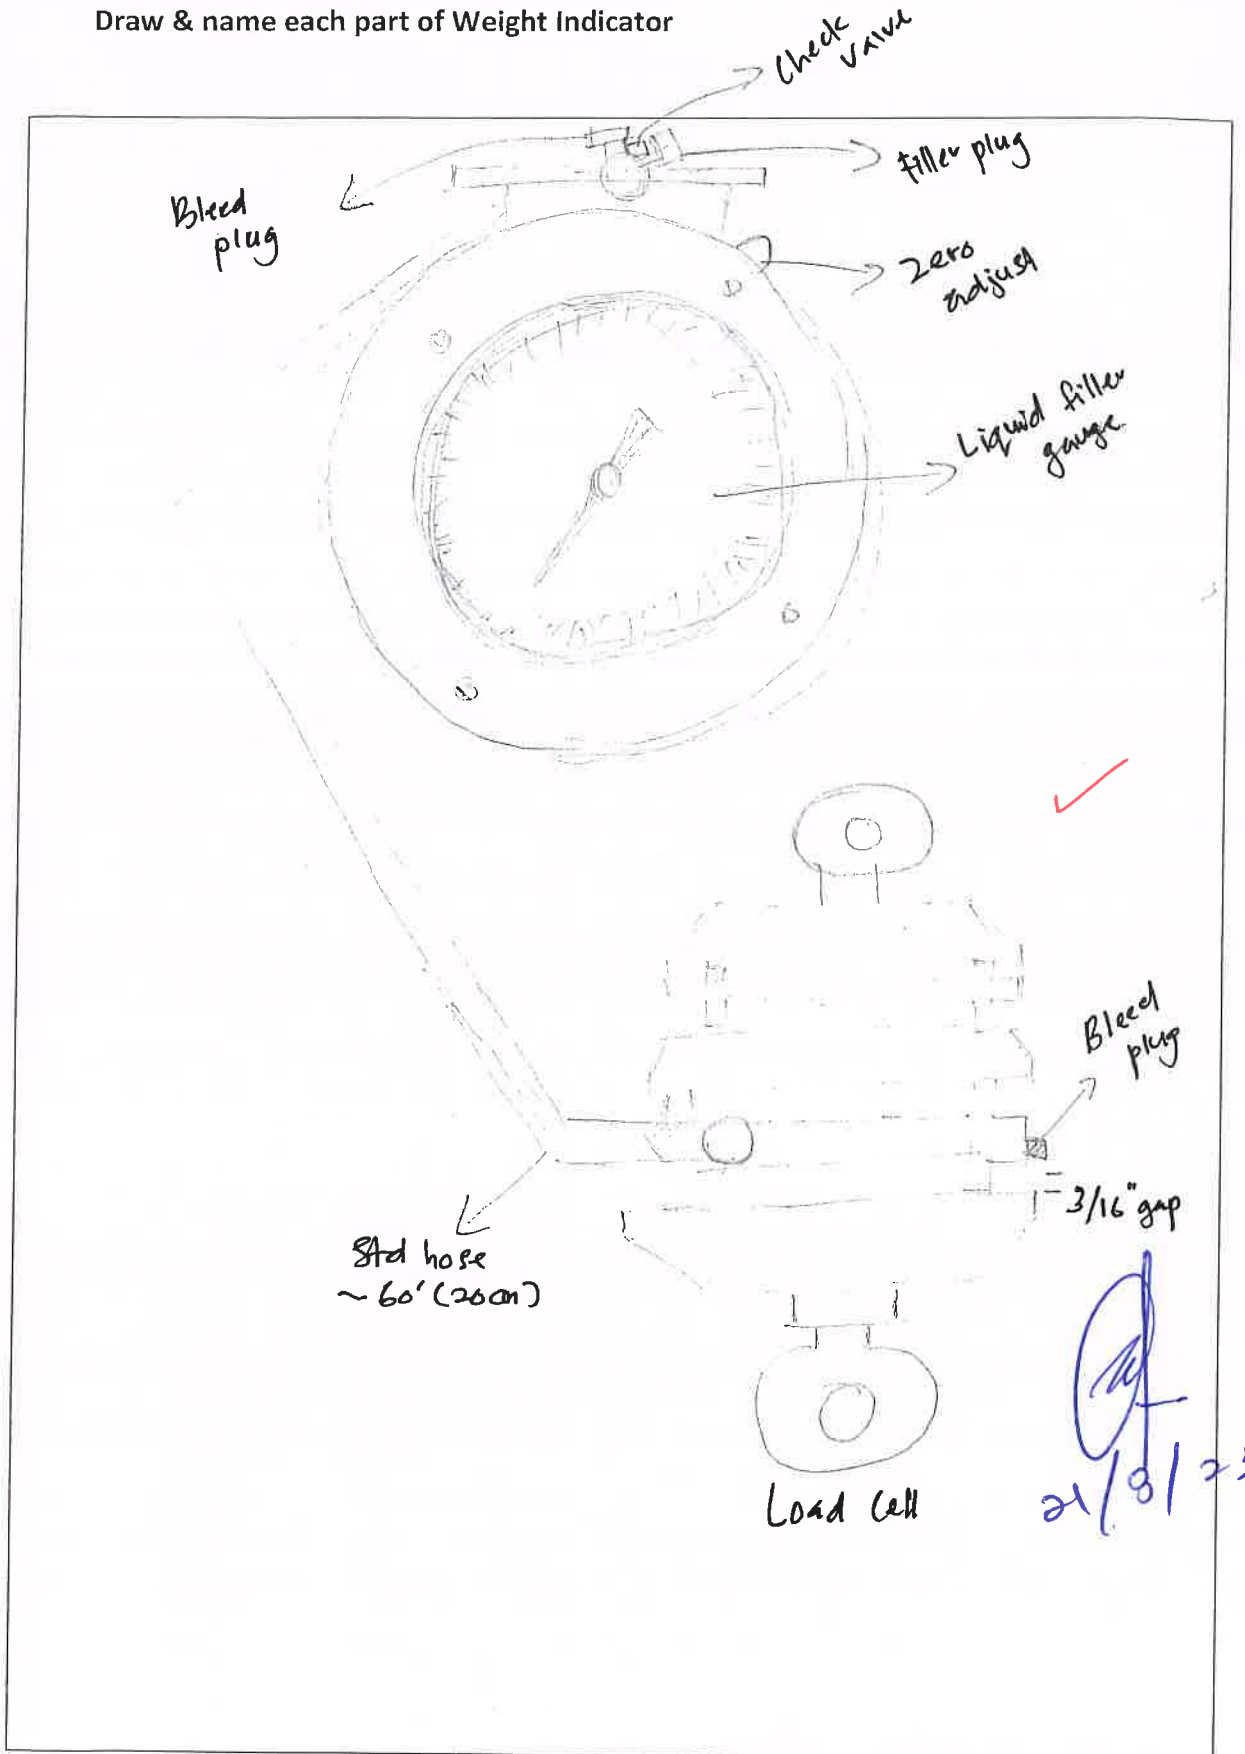 Draw & name each part of Weight Indicator
Check
valve
filler plug
Bleed
plug
Zero
adjust
Liquid filler
gauge
Bleed
plug
3/16" gap
Std hose
~ 60' (20cm)
Load Cell
21/8/